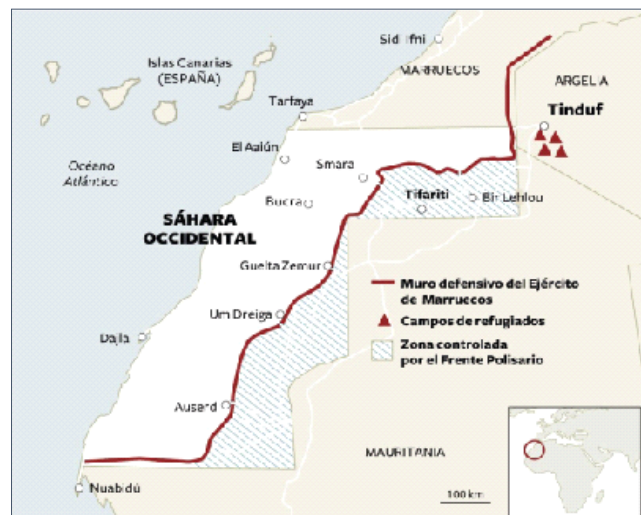 Sidi Ifni
Islas Canarias
(ESPAÑA)
MARRUECOS
ARGELIA
Tarfaya
Tinduf
El Aaiún
Océano
Atlántico
Smara
Bucra
Tifariti
Bir Lehlou
SÁHARA
OCCIDENTAL
Guelta Zemur
Muro defensivo del Ejército
de Marruecos
Um Dreiga
Campos de refugiados
Dajla
Zona controlada
por el Frente Polisario
Auserd
MAURITANIA
Nuabidú
100 km